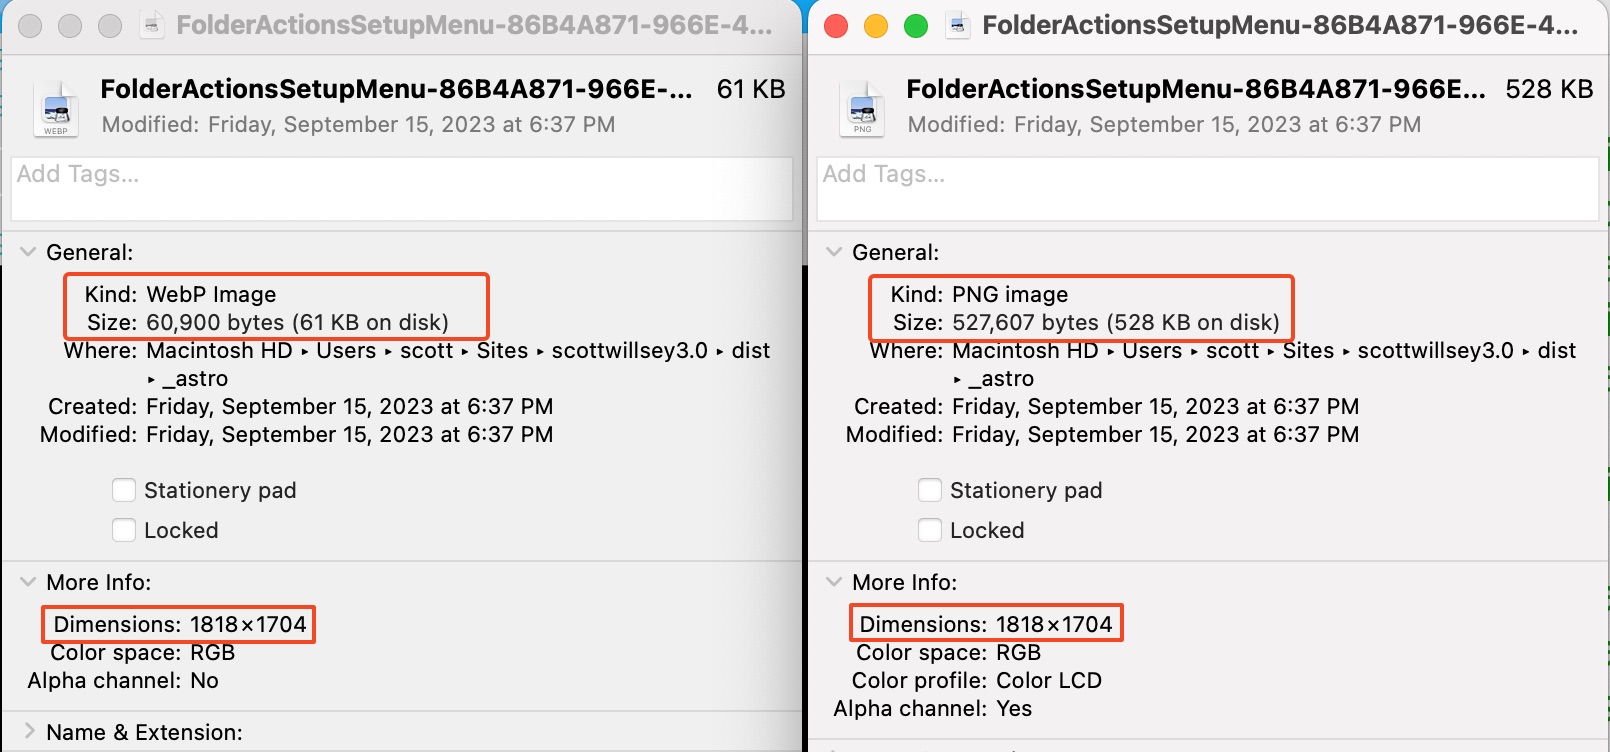 FolderActionsSetupMenu-86B4A871-966E-4...
WEBP
FolderActionsSetupMenu-86B4A871-966E-... 61 KB
Modified: Friday, September 15, 2023 at 6:37 PM
Add Tags...
General:
Kind: WebP Image
Size: 60,900 bytes (61 KB on disk)
Where: Macintosh HD ▸ Users ▸ scott ▸ Sites ▸ scottwillsey3.0 ▸ dist
▸ _astro
Created: Friday, September 15, 2023 at 6:37 PM
Modified: Friday, September 15, 2023 at 6:37 PM
Stationery pad
Locked
More Info:
Dimensions: 1818×1704
Color space: RGB
Alpha channel: No
Name & Extension:
FolderActionsSetupMenu-86B4A871-966E-4...
PNG
FolderActionsSetupMenu-86B4A871-966E... 528 KB
Modified: Friday, September 15, 2023 at 6:37 PM
Add Tags...
General:
Kind: PNG image
Size: 527,607 bytes (528 KB on disk)
Where: Macintosh HD ▸ Users ▸ scott ▸ Sites ▸ scottwillsey3.0 ▸ dist
▸ _astro
Created: Friday, September 15, 2023 at 6:37 PM
Modified: Friday, September 15, 2023 at 6:37 PM
Stationery pad
Locked
More Info:
Dimensions: 1818×1704
Color space: RGB
Color profile: Color LCD
Alpha channel: Yes